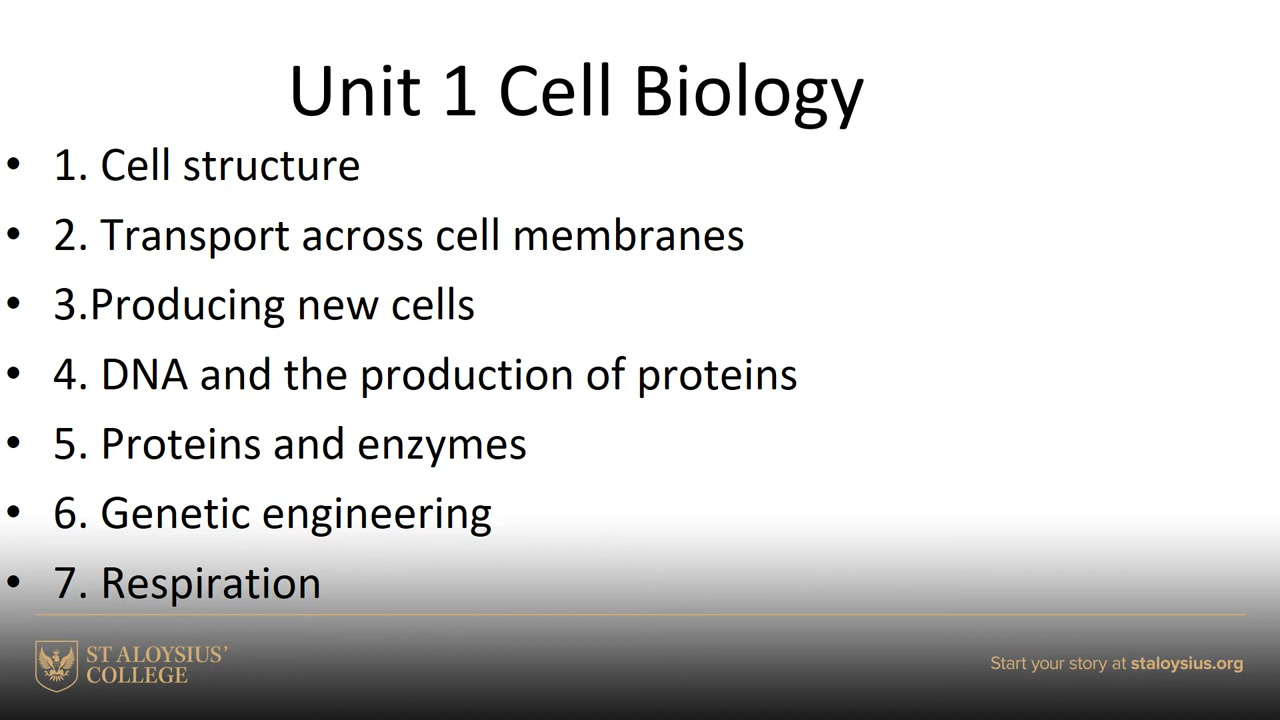 Unit 1 Cell Biology
• 1. Cell structure
• 2. Transport across cell membranes
• 3.Producing new cells
• 4. DNA and the production of proteins
• 5. Proteins and enzymes
• 6. Genetic engineering
• 7. Respiration
ST ALOYSIUS’
COLLEGE
Start your story at staloysius.org